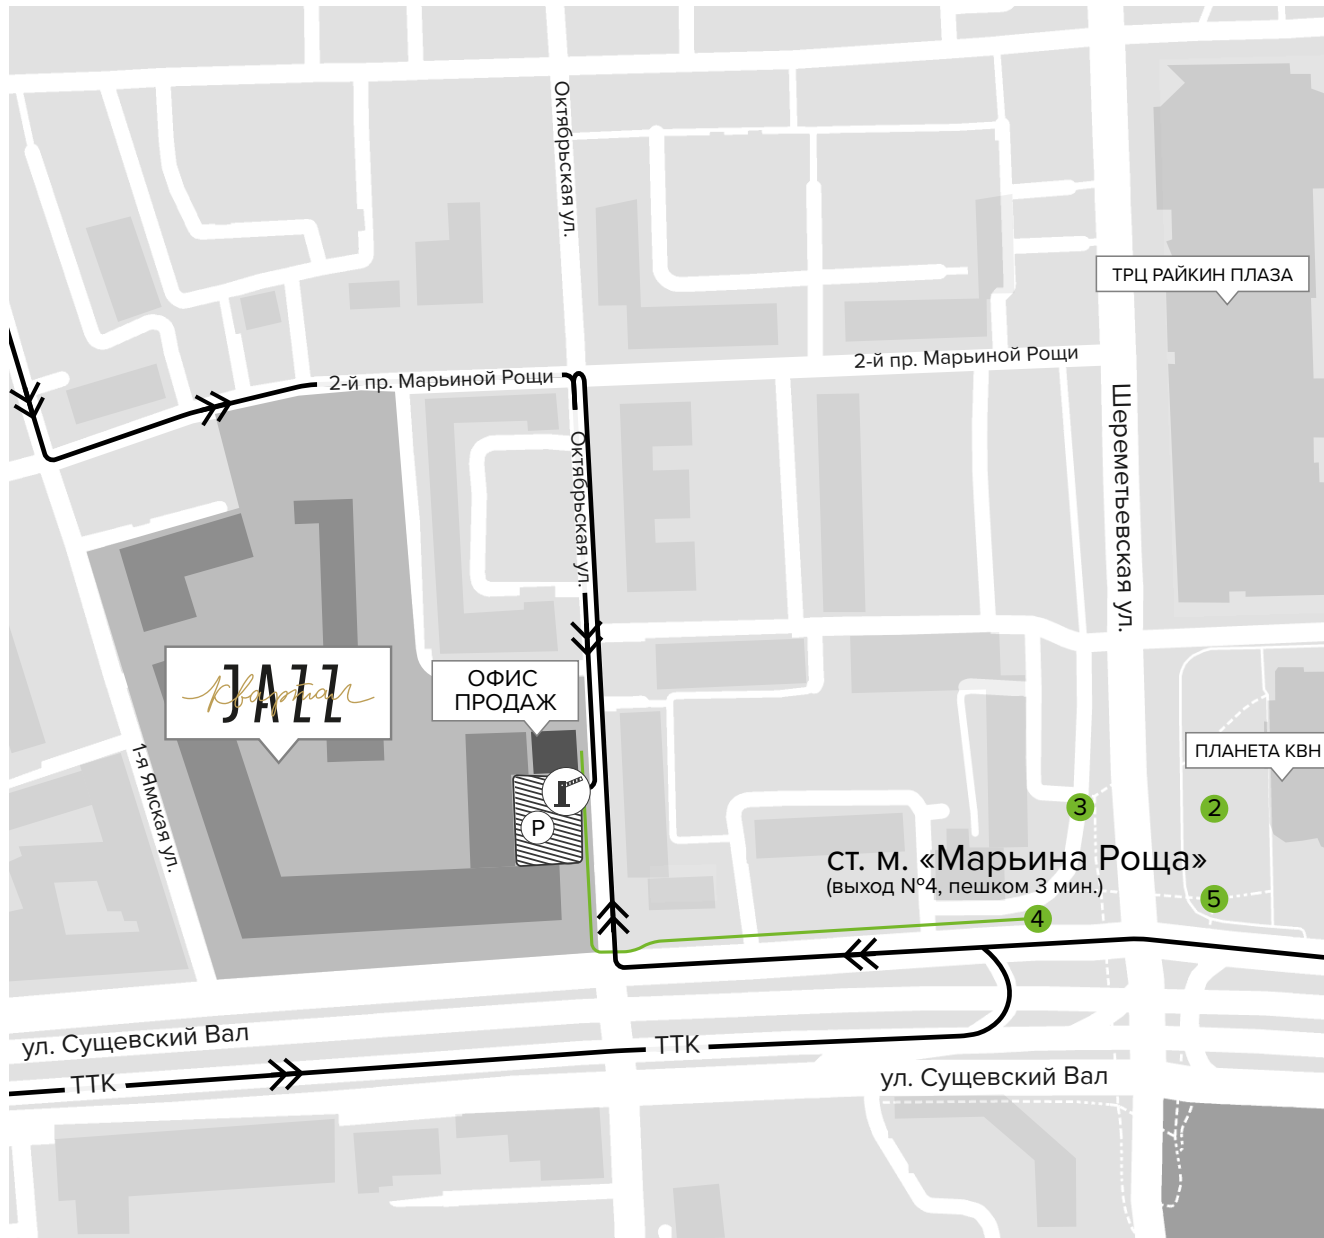 Октябрьская ул.
ТРЦ РАЙКИН ПЛАЗА
2-й пр. Марьиной Рощи
2-й пр. Марьиной Рощи
Шереметьевская ул.
Октябрьская ул.
JAZZ
квартал
ОФИС
ПРОДАЖ
1-я Ямская ул.
ПЛАНЕТА КВН
P
3
2
ст. м. «Марьина Роща»
(выход №4, пешком 3 мин.)
5
4
ул. Сущевский Вал
ТТК
ТТК
ул. Сущевский Вал